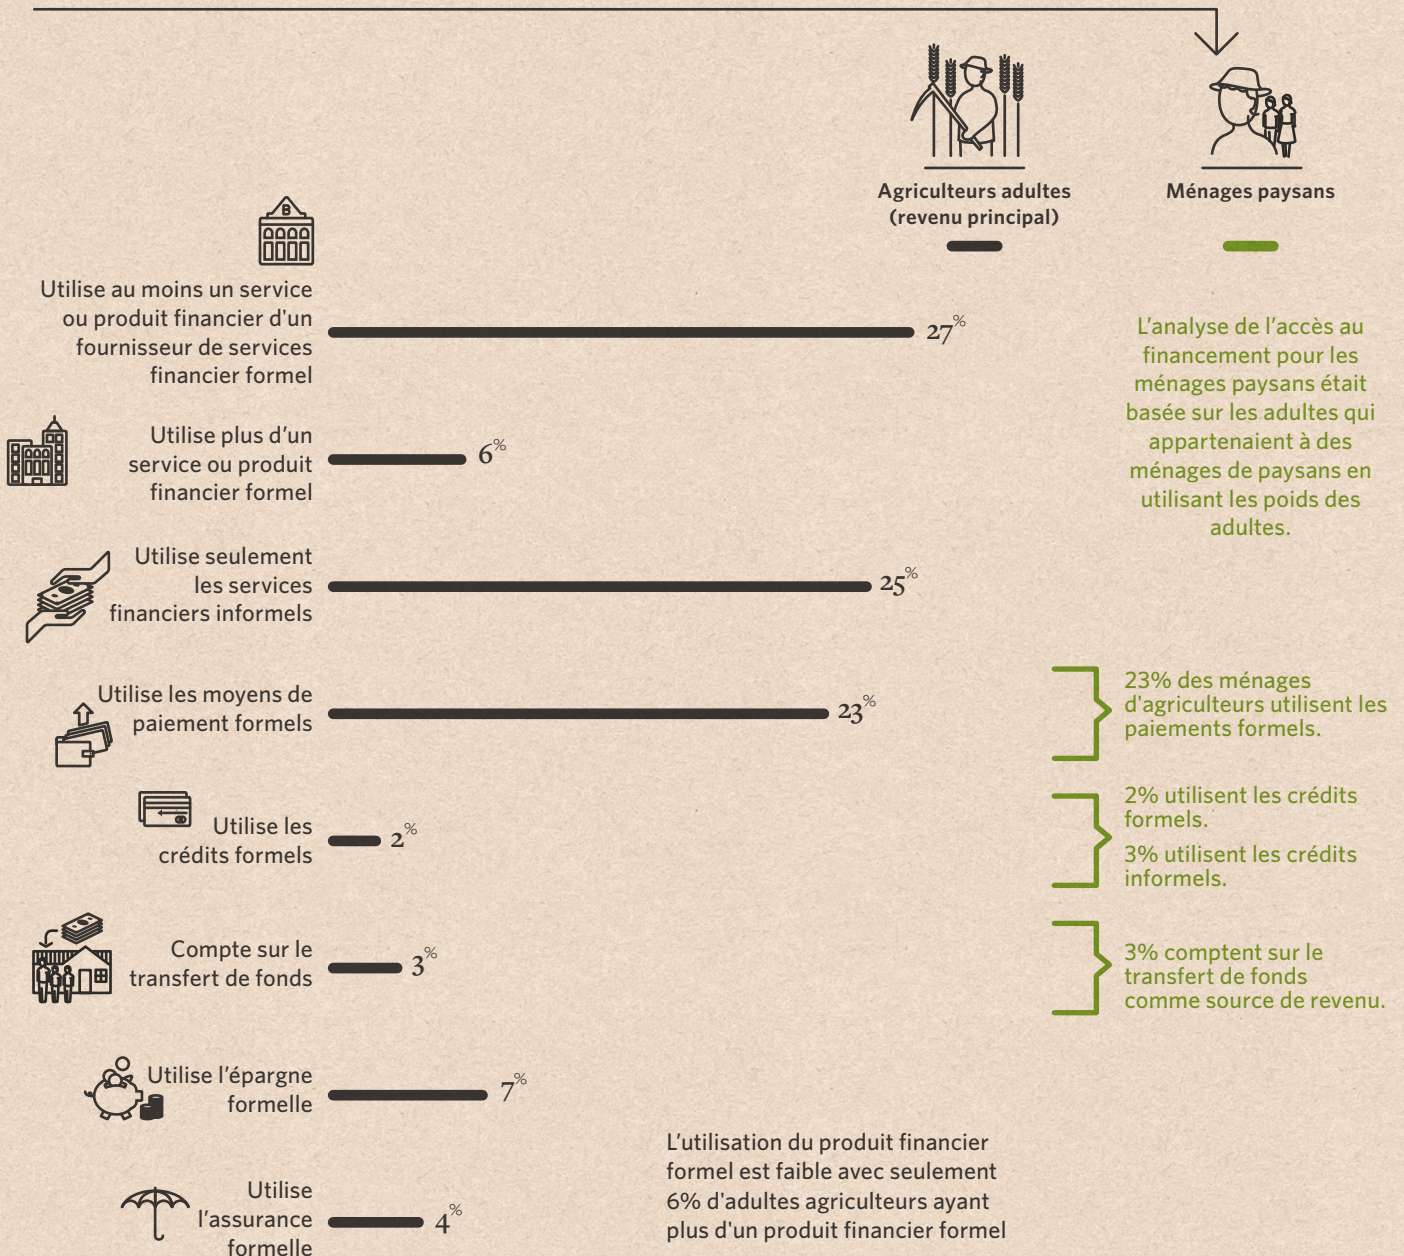 Agriculteurs adultes
(revenu principal)
Ménages paysans
B
Utilise au moins un service
ou produit financier d'un
fournisseur de services
financier formel
27%
L'analyse de l'accès au
financement pour les
ménages paysans était
basée sur les adultes qui
appartenaient à des
ménages de paysans en
utilisant les poids des
adultes.
Utilise plus d'un
service ou produit
financier formel
6%
Utilise seulement
les services
financiers informels
25%
Utilise les moyens de
paiement formels
23%
23% des ménages
d'agriculteurs utilisent les
paiements formels.
Utilise les
crédits formels
2%
2% utilisent les crédits
formels.
3% utilisent les crédits
informels.
Compte sur le
transfert de fonds
3%
3% comptent sur le
transfert de fonds
comme source de revenu.
Utilise l'épargne
formelle
7%
Utilise
l'assurance
formelle
4%
L'utilisation du produit financier
formel est faible avec seulement
6% d'adultes agriculteurs ayant
plus d'un produit financier formel